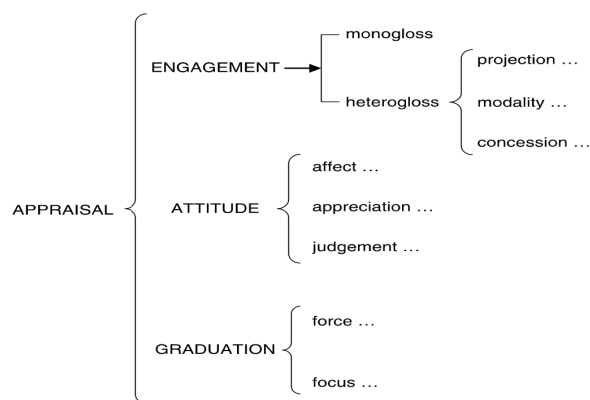 APPRAISAL
ENGAGEMENT
monogloss
heterogloss
projection …
modality …
concession …
ATTITUDE
affect …
appreciation …
judgement …
GRADUATION
force …
focus …